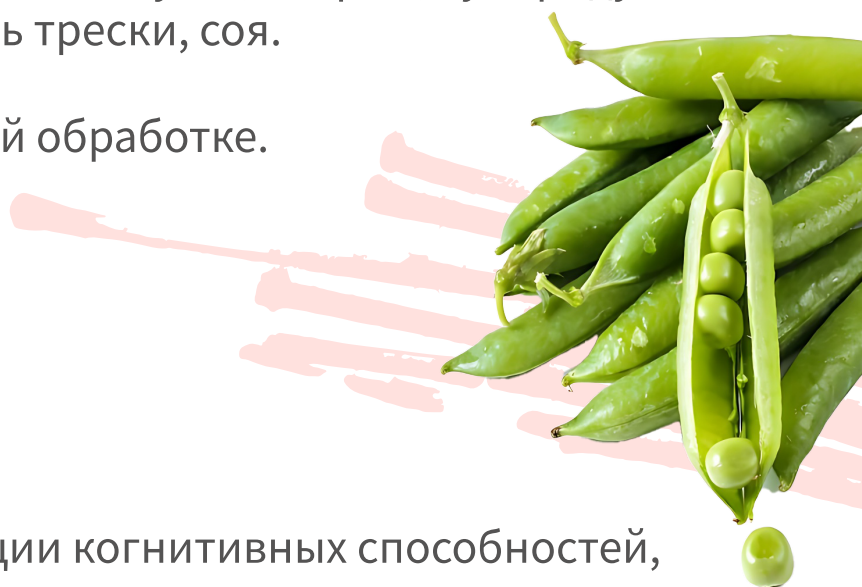 ь трески, соя.
й обработке.
ции когнитивных способностей,